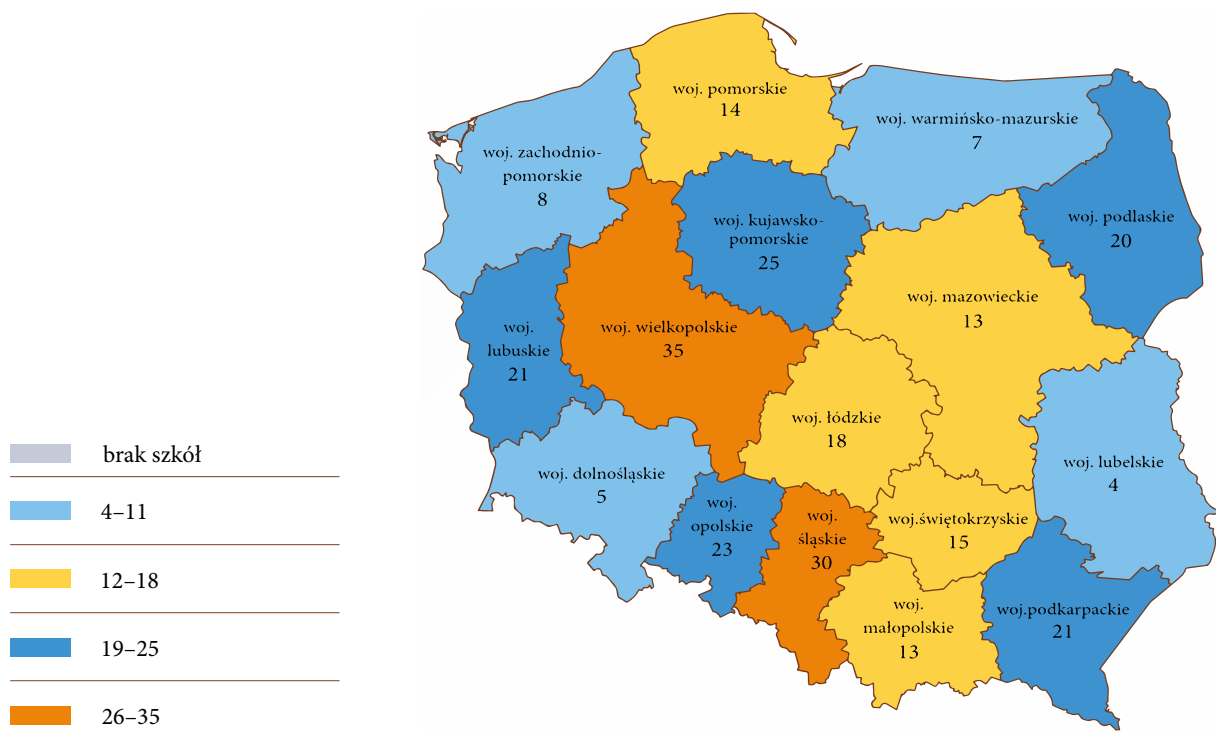 woj. pomorskie
14
woj. warmińsko-mazurskie
7
woj. zachodnio-
pomorskie
8
woj. kujawsko-
pomorskie
25
woj. podlaskie
20
woj. mazowieckie
13
woj.
lubuskie
21
woj. wielkopolskie
35
woj. łódzkie
18
woj. dolnośląskie
5
woj. lubelskie
4
woj.
opolskie
23
woj.
śląskie
30
woj.świętokrzyskie
15
woj.
małopolskie
13
woj.podkarpackie
21
brak szkół
4–11
12–18
19–25
26–35